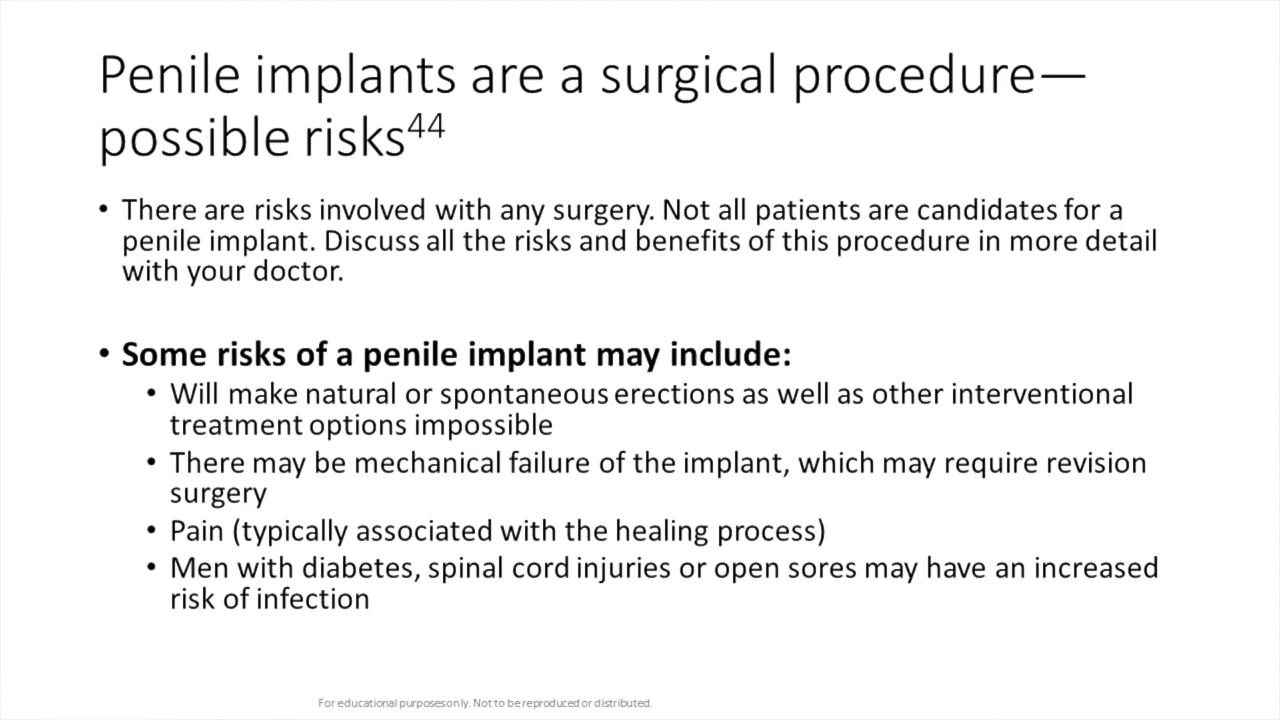 Penile implants are a surgical procedure—
possible risks44
• There are risks involved with any surgery. Not all patients are candidates for a
penile implant. Discuss all the risks and benefits of this procedure in more detail
with your doctor.
• Some risks of a penile implant may include:
• Will make natural or spontaneous erections as well as other interventional
treatment options impossible
• There may be mechanical failure of the implant, which may require revision
surgery
• Pain (typically associated with the healing process)
• Men with diabetes, spinal cord injuries or open sores may have an increased
risk of infection
For educational purposes only. Not to be reproduced or distributed.